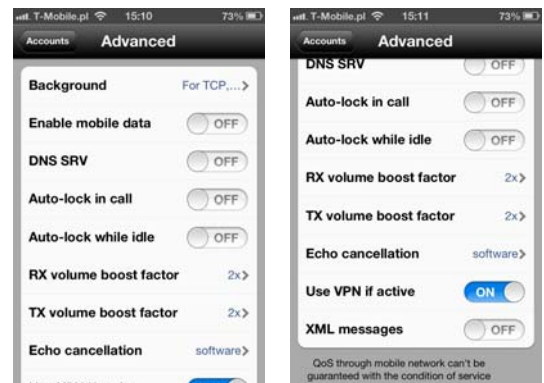 T-Mobile.pl 15:10 73%
Accounts Advanced
Background For TCP,...>
Enable mobile data OFF
DNS SRV OFF
Auto-lock in call OFF
Auto-lock while idle OFF
RX volume boost factor 2x>
TX volume boost factor 2x>
Echo cancellation software>
T-Mobile.pl 15:11 73%
Accounts Advanced
DNS SRV OFF
Auto-lock in call OFF
Auto-lock while idle OFF
RX volume boost factor 2x>
TX volume boost factor 2x>
Echo cancellation software>
Use VPN if active ON
XML messages OFF
QoS through mobile network can't be
guaranteed with the condition of service